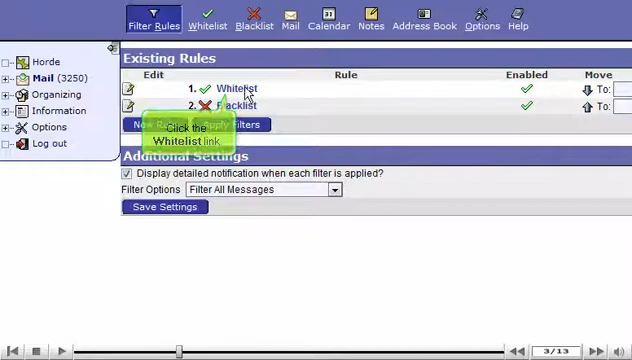 Filter Rules Whitelist Blacklist Mail Calendar Notes Address Book Options Help
Horde
Mail (3250)
Organizing
Information
Options
Log out
Existing Rules
Edit Rule Enabled Move
1. Whitelist To:
2. Blacklist To:
Apply Filters
Click the
Whitelist link
Additional Settings
Display detailed notification when each filter is applied?
Filter Options Filter All Messages
Save Settings
3/13